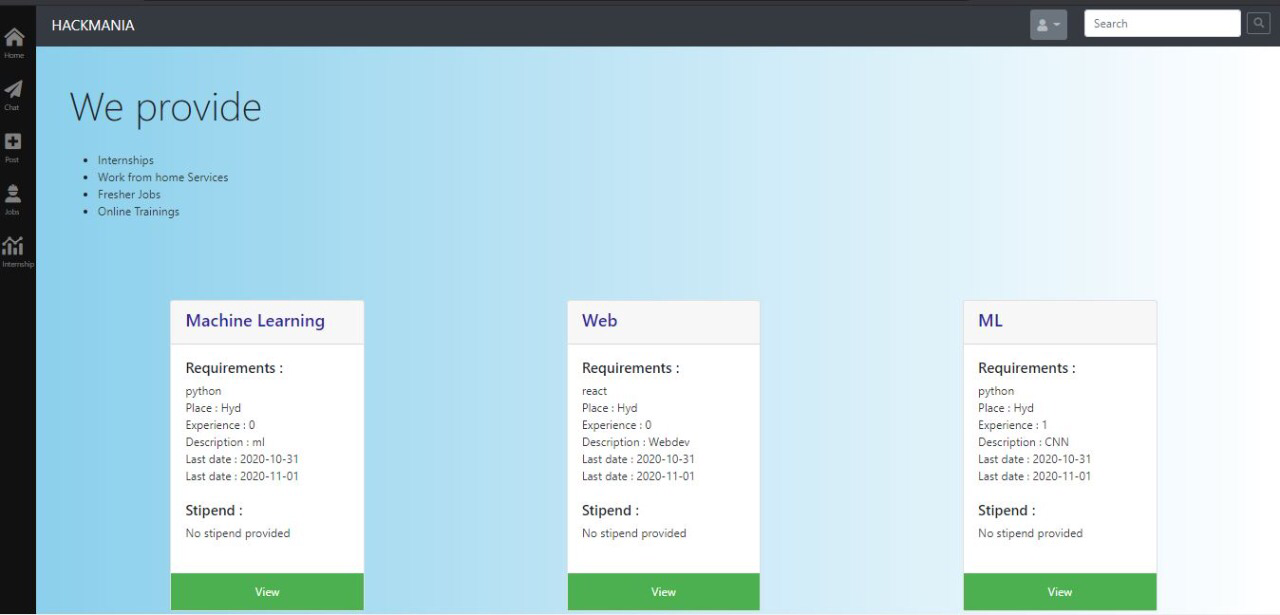 HACKMANIA
Search
Home
Chat
Post
Jobs
Internship
We provide
Internships
Work from home Services
Fresher Jobs
Online Trainings
Machine Learning
Requirements :
python
Place : Hyd
Experience : 0
Description : ml
Last date : 2020-10-31
Last date : 2020-11-01
Stipend :
No stipend provided
View
Web
Requirements :
react
Place : Hyd
Experience : 0
Description : Webdev
Last date : 2020-10-31
Last date : 2020-11-01
Stipend :
No stipend provided
View
ML
Requirements :
python
Place : Hyd
Experience : 1
Description : CNN
Last date : 2020-10-31
Last date : 2020-11-01
Stipend :
No stipend provided
View